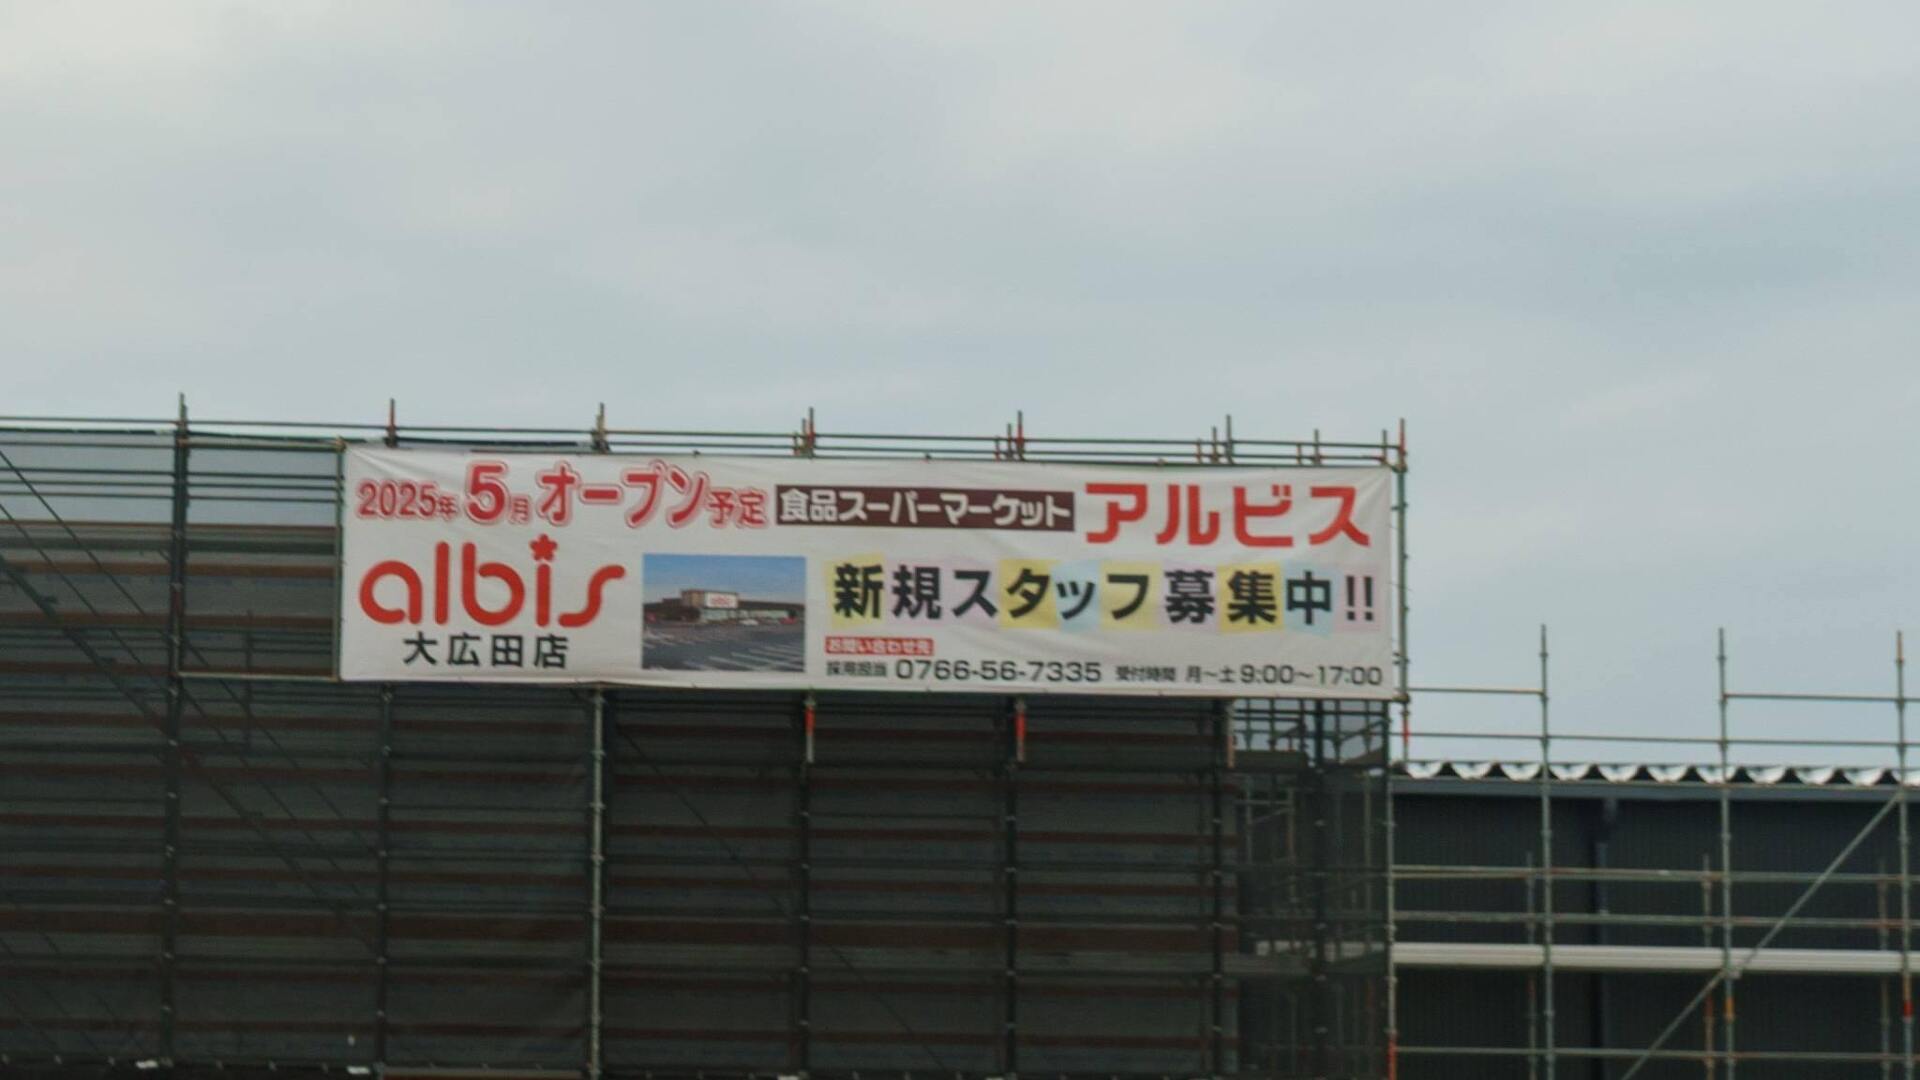 2025年 5月 オープン予定 食品スーパーマーケット アルビス
albis
大広田店
新規スタッフ募集中!!
お問い合わせ先
採用担当 0766-56-7335 受付時間 月〜土 9:00〜17:00